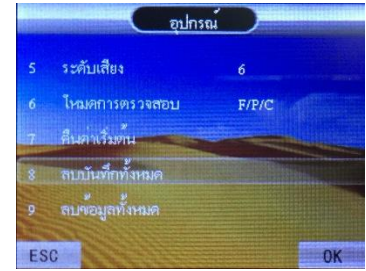 อุปกรณ์
5 ระดับเสียง 6
6 โหมดการตรวจสอบ F/P/C
7 คืนค่าเริ่มต้น
8 ลบบันทึกทั้งหมด
9 ลบข้อมูลทั้งหมด
ESC OK